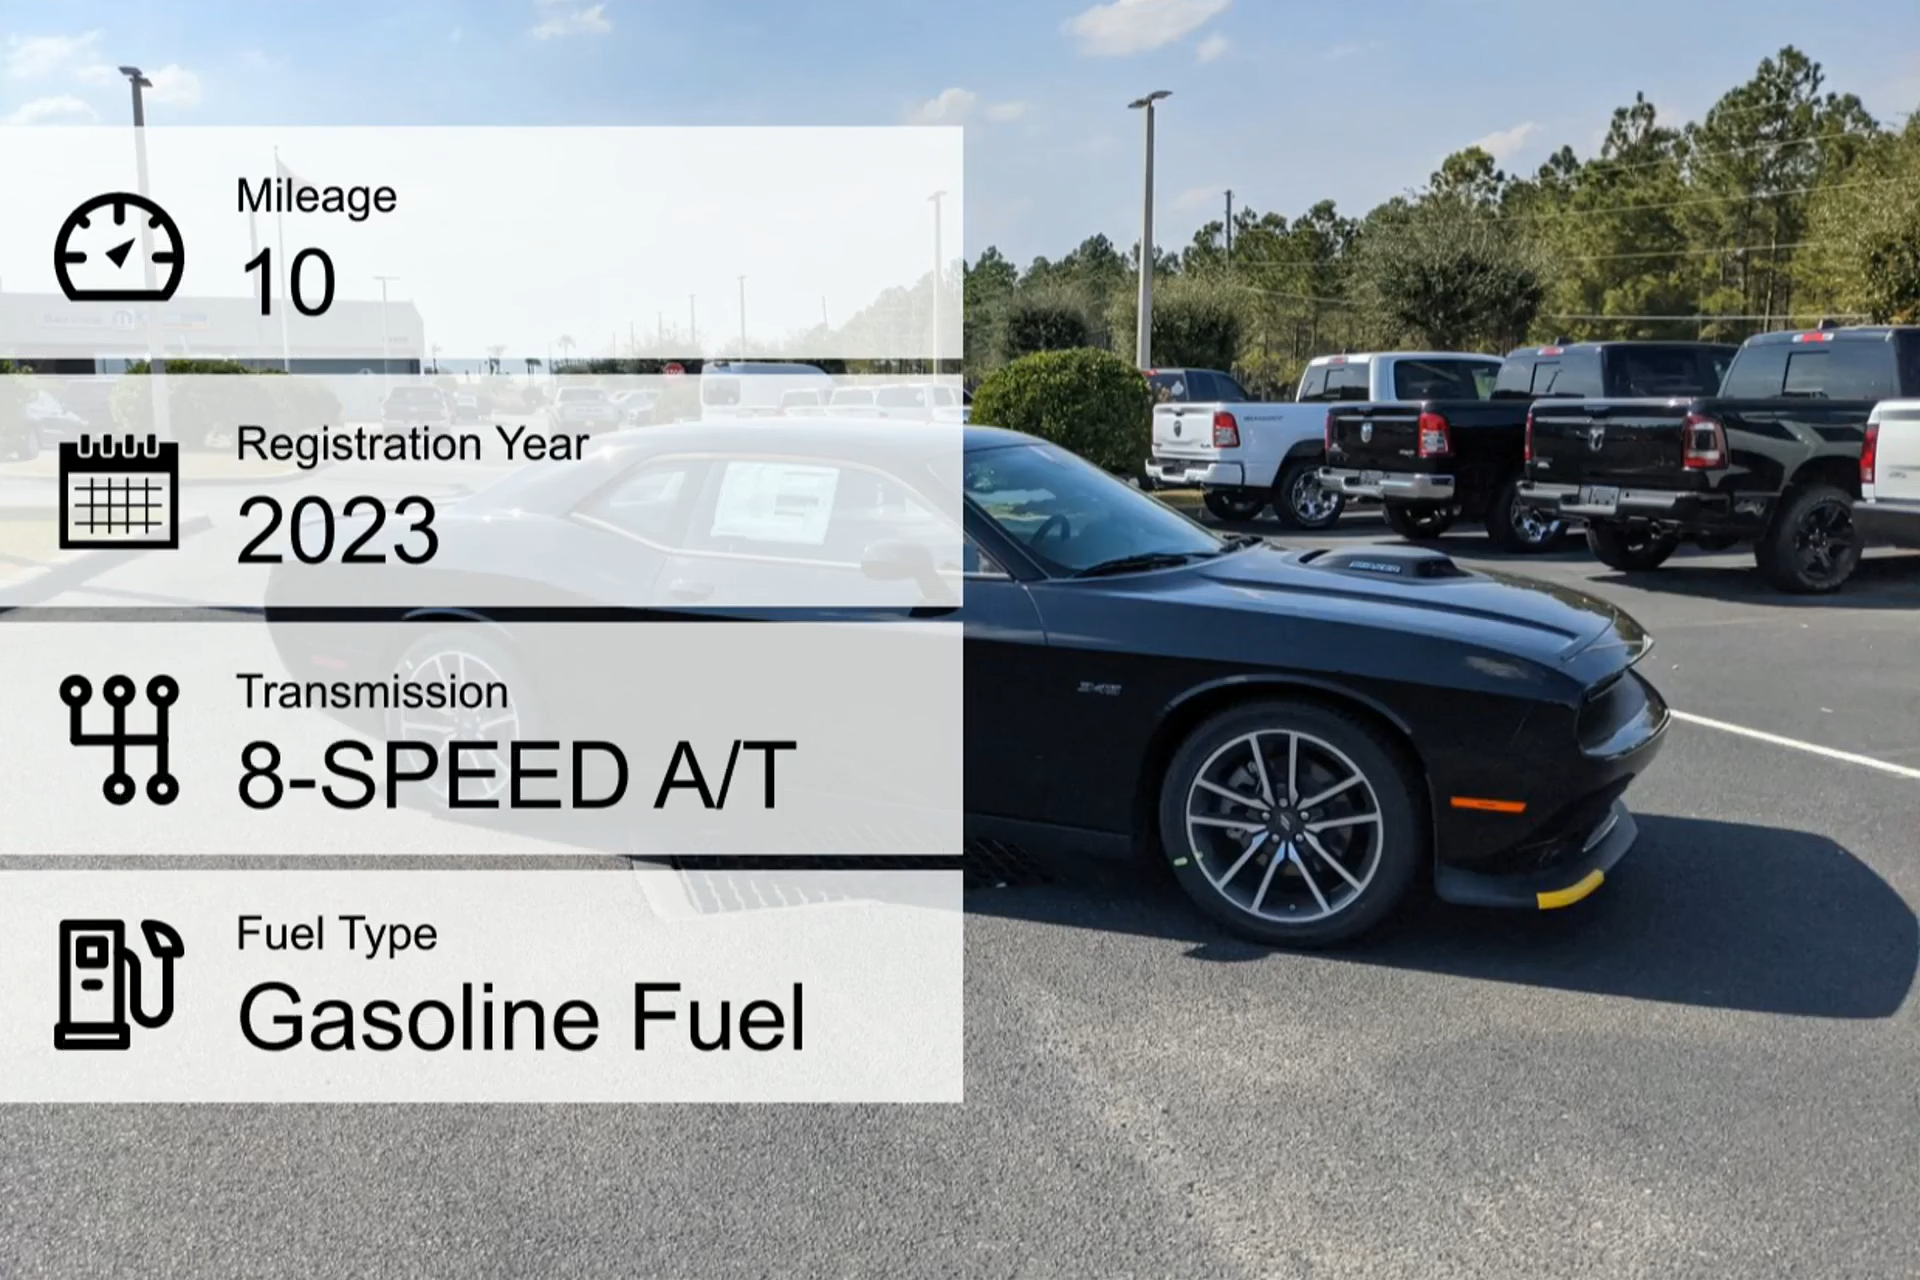 Mileage
10
Registration Year
2023
Transmission
8-SPEED A/T
Fuel Type
Gasoline Fuel